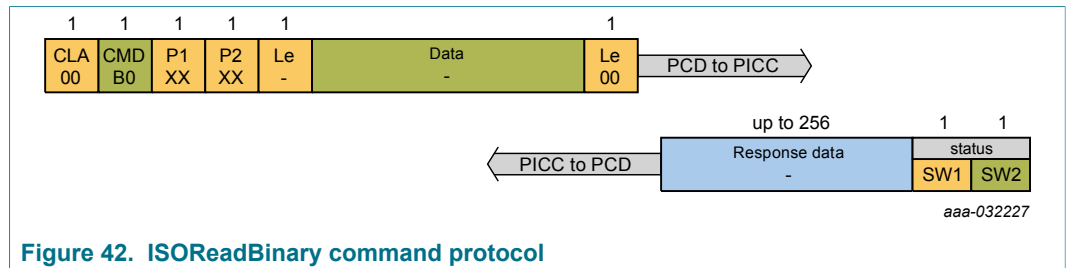 1 1 1 1 1 1
CLA CMD P1 P2 Le Data Le
00 B0 XX XX - - 00
PCD to PICC
up to 256 1 1
Response data status
-
SW1 SW2
PICC to PCD
aaa-032227
Figure 42. ISOReadBinary command protocol